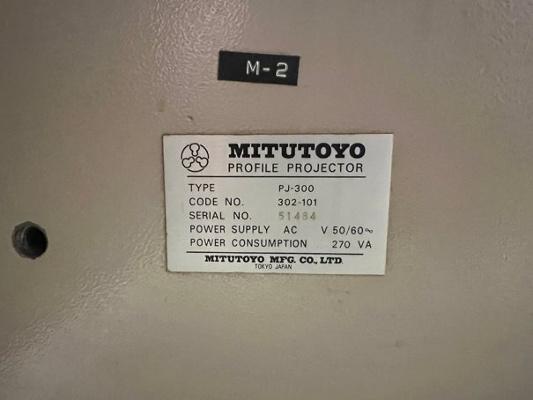 M-2
MITUTOYO
PROFILE PROJECTOR
TYPE PJ-300
CODE NO. 302-101
SERIAL NO. 51484
POWER SUPPLY AC V 50/60~
POWER CONSUMPTION 270 VA
MITUTOYO MFG. CO., LTD.
TOKYO JAPAN